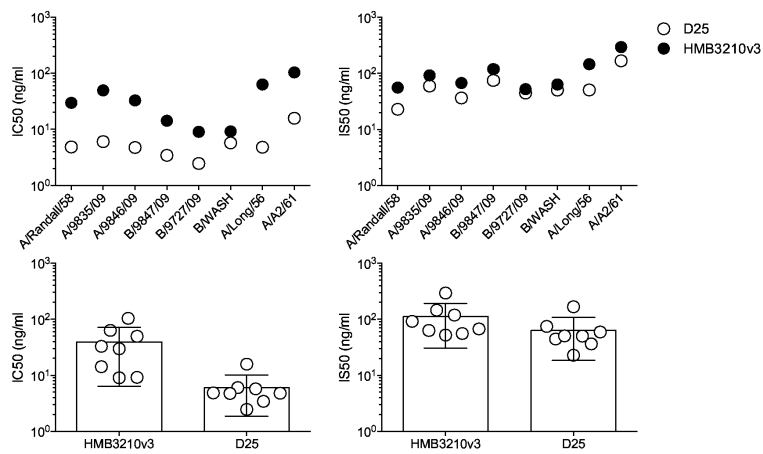 IC50 (ng/ml)
10³
10²
10¹
10⁰
A/Randall/58
A/9835/09
A/9846/09
B/9847/09
B/9727/09
B/WASH
A/Long/56
A/A2/61
IS50 (ng/ml)
10³
10²
10¹
10⁰
A/Randall/58
A/9835/09
A/9846/09
B/9847/09
B/9727/09
B/WASH
A/Long/56
A/A2/61
D25
HMB3210v3
IC50 (ng/ml)
10³
10²
10¹
10⁰
HMB3210v3
D25
IS50 (ng/ml)
10³
10²
10¹
10⁰
HMB3210v3
D25